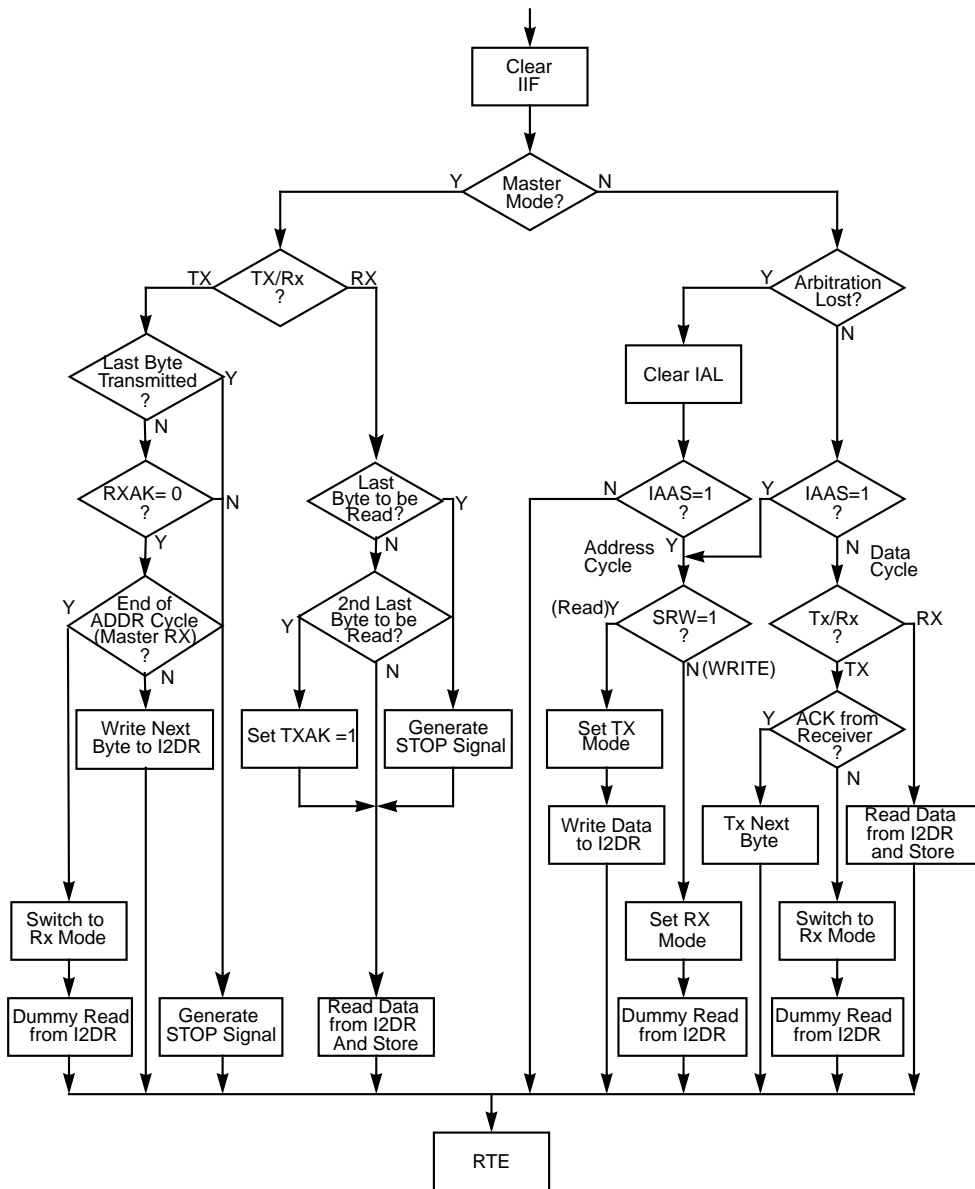 Clear
IIF
Y
Master
Mode?
N
TX
TX/Rx
?
RX
Y
Arbitration
Lost?
N
Last Byte
Transmitted
?
Y
N
Clear IAL
RXAK= 0
?
N
Y
Last
Byte to be
Read?
Y
N
N
IAAS=1
?
Y
Y
IAAS=1
?
N
Address
Cycle
Data
Cycle
Y
End of
ADDR Cycle
(Master RX)
?
N
2nd Last
Byte to be
Read?
Y
N
(Read)
Y
SRW=1
?
N
(WRITE)
Tx/Rx
?
RX
TX
Write Next
Byte to I2DR
Set TXAK =1
Generate
STOP Signal
Set TX
Mode
Y
ACK from
Receiver
?
N
Write Data
to I2DR
Tx Next
Byte
Read Data
from I2DR
and Store
Switch to
Rx Mode
Set RX
Mode
Switch to
Rx Mode
Dummy Read
from I2DR
Generate
STOP Signal
Read Data
from I2DR
And Store
Dummy Read
from I2DR
Dummy Read
from I2DR
RTE